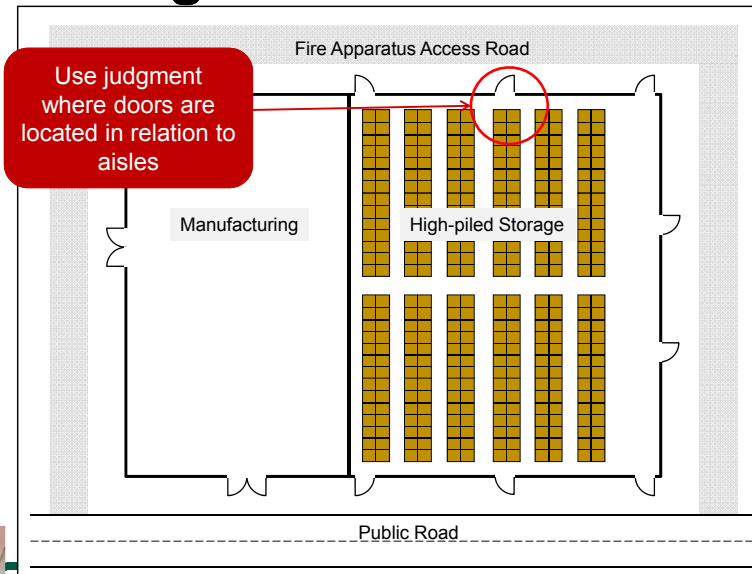 Fire Apparatus Access Road
Use judgment
where doors are
located in relation to
aisles
Manufacturing
High-piled Storage
Public Road